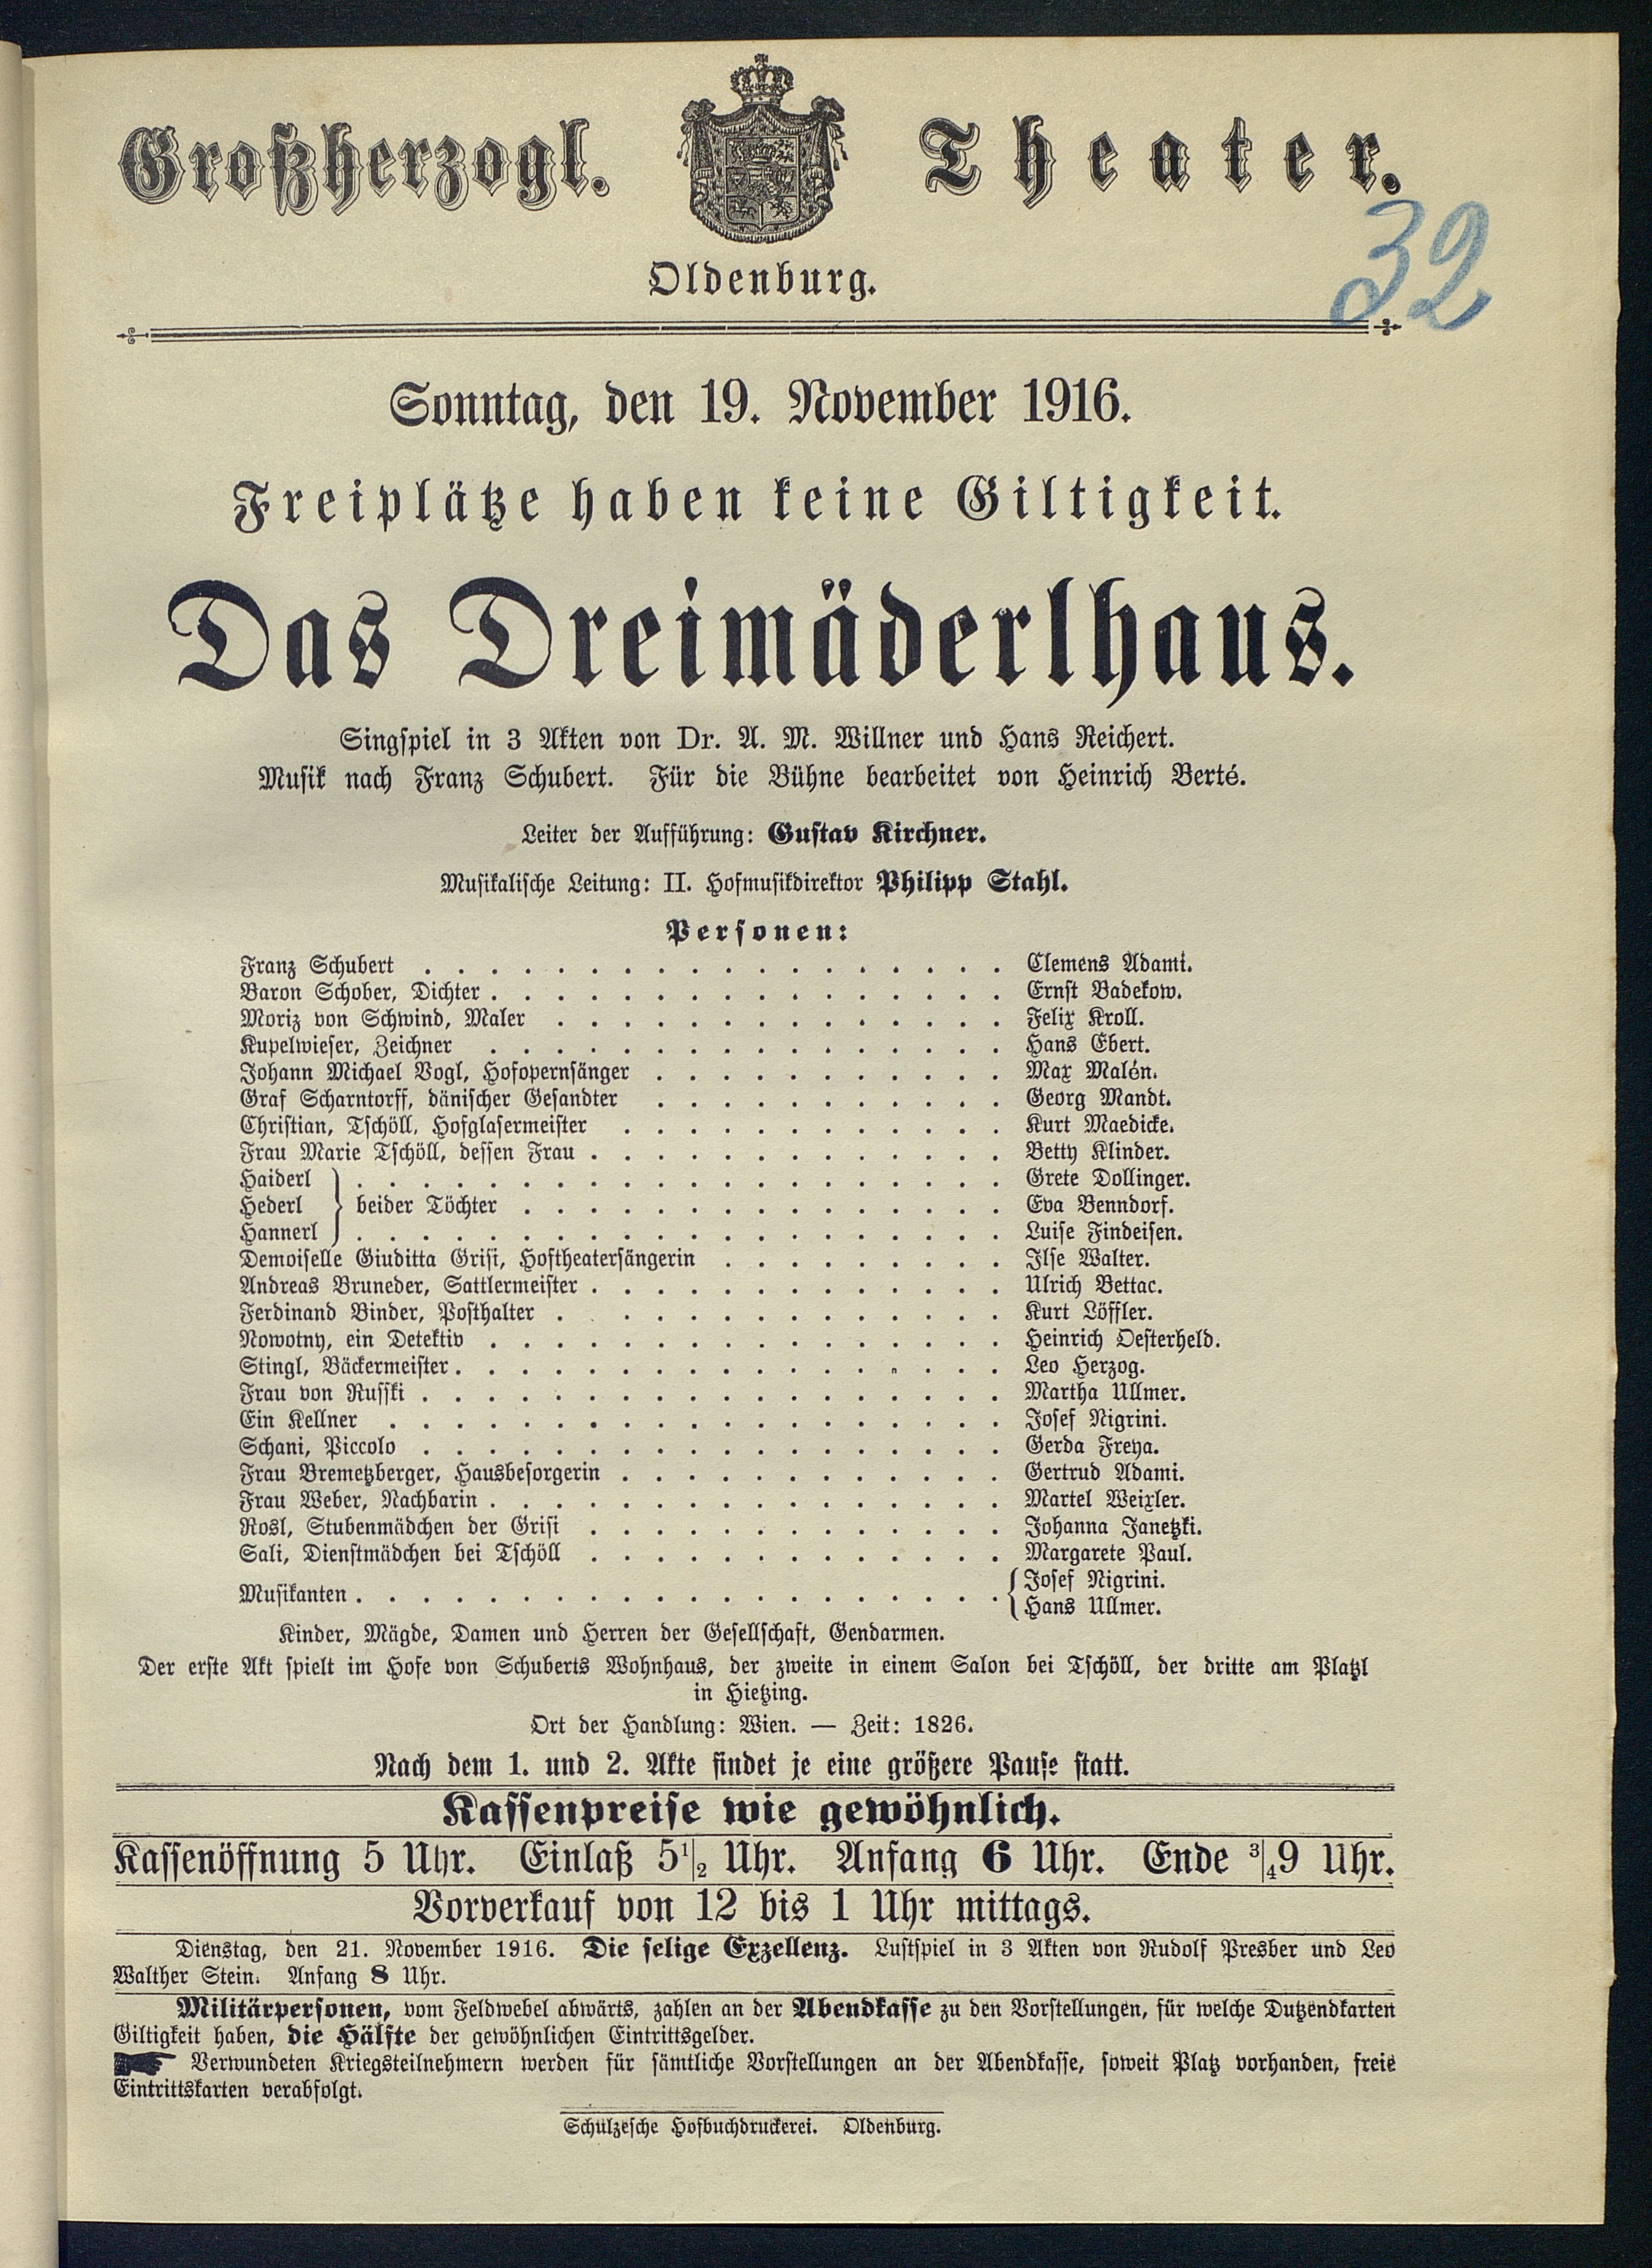 Großherzogl. Theater.
32
Oldenburg.
Sonntag, den 19. November 1916.
Freiplätze haben keine Giltigkeit.
Das Dreimäderlhaus.
Singspiel in 3 Akten von Dr. A. M. Willner und Hans Reichert.
Musik nach Franz Schubert. Für die Bühne bearbeitet von Heinrich Berté.
Leiter der Aufführung: Gustav Kirchner.
Musikalische Leitung: II. Hofmusikdirektor Philipp Stahl.
Personen:
Franz Schubert . . . . . . . . . . . . . . . . . . Clemens Adami.
Baron Schober, Dichter . . . . . . . . . . . . . . . . Ernst Badekow.
Moriz von Schwind, Maler . . . . . . . . . . . . . . Felix Kroll.
Kupelwieser, Zeichner . . . . . . . . . . . . . . . . Hans Ebert.
Johann Michael Vogl, Hofopernsänger . . . . . . . . . . . Max Malén.
Graf Scharntorff, dänischer Gesandter . . . . . . . . . . . Georg Mandt.
Christian, Tschöll, Hofglasermeister . . . . . . . . . . . . Kurt Maedicke.
Frau Marie Tschöll, dessen Frau . . . . . . . . . . . . . Betty Klinder.
Haiderl . . . . . . . . . . . . . . . . . . . . Grete Dollinger.
Hederl } beider Töchter . . . . . . . . . . . . . . . Eva Benndorf.
Hannerl . . . . . . . . . . . . . . . . . . . . Luise Findeisen.
Demoiselle Giuditta Grisi, Hoftheatersängerin . . . . . . . . . Ilse Walter.
Andreas Bruneder, Sattlermeister . . . . . . . . . . . . . Ulrich Bettac.
Ferdinand Binder, Posthalter . . . . . . . . . . . . . Kurt Löffler.
Nowotny, ein Detektiv . . . . . . . . . . . . . . . . Heinrich Oesterheld.
Stingl, Bäckermeister . . . . . . . . . . . . . . . . . Leo Herzog.
Frau von Russki . . . . . . . . . . . . . . . . . . Martha Ullmer.
Ein Kellner . . . . . . . . . . . . . . . . . . . Josef Nigrini.
Schani, Piccolo . . . . . . . . . . . . . . . . . . Gerda Freya.
Frau Bremetzberger, Hausbesorgerin . . . . . . . . . . . . Gertrud Adami.
Frau Weber, Nachbarin . . . . . . . . . . . . . . . . Martel Weixler.
Rosl, Stubenmädchen der Grisi . . . . . . . . . . . . . Johanna Janetzki.
Sali, Dienstmädchen bei Tschöll . . . . . . . . . . . . . Margarete Paul.
Musikanten . . . . . . . . . . . . . . . . . . . . { Josef Nigrini.
Hans Ullmer.
Kinder, Mägde, Damen und Herren der Gesellschaft, Gendarmen.
Der erste Akt spielt im Hofe von Schuberts Wohnhaus, der zweite in einem Salon bei Tschöll, der dritte am Platzl
in Hietzing.
Ort der Handlung: Wien. — Zeit: 1826.
Nach dem 1. und 2. Akte findet je eine größere Pause statt.
Kassenpreise wie gewöhnlich.
Kassenöffnung 5 Uhr. Einlaß 5 1/2 Uhr. Anfang 6 Uhr. Ende 3/4 9 Uhr.
Vorverkauf von 12 bis 1 Uhr mittags.
Dienstag, den 21. November 1916. Die selige Exzellenz. Lustspiel in 3 Akten von Rudolf Presber und Leo
Walther Stein. Anfang 8 Uhr.
Militärpersonen, vom Feldwebel abwärts, zahlen an der Abendkasse zu den Vorstellungen, für welche Dutzendkarten
Giltigkeit haben, die Hälfte der gewöhnlichen Eintrittsgelder.
Verwundeten Kriegsteilnehmern werden für sämtliche Vorstellungen an der Abendkasse, soweit Platz vorhanden, freie
Eintrittskarten verabfolgt.
Schulzesche Hofbuchdruckerei. Oldenburg.